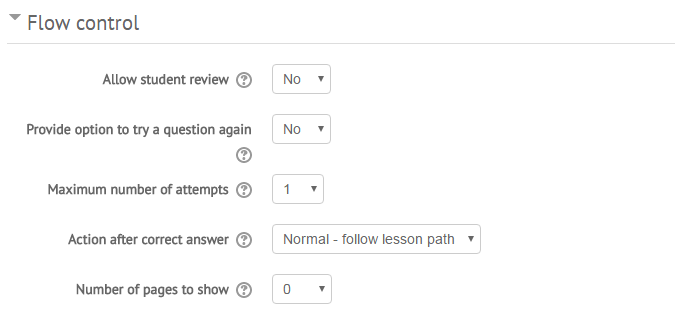 Flow control
Allow student review No
Provide option to try a question again No
Maximum number of attempts 1
Action after correct answer Normal - follow lesson path
Number of pages to show 0